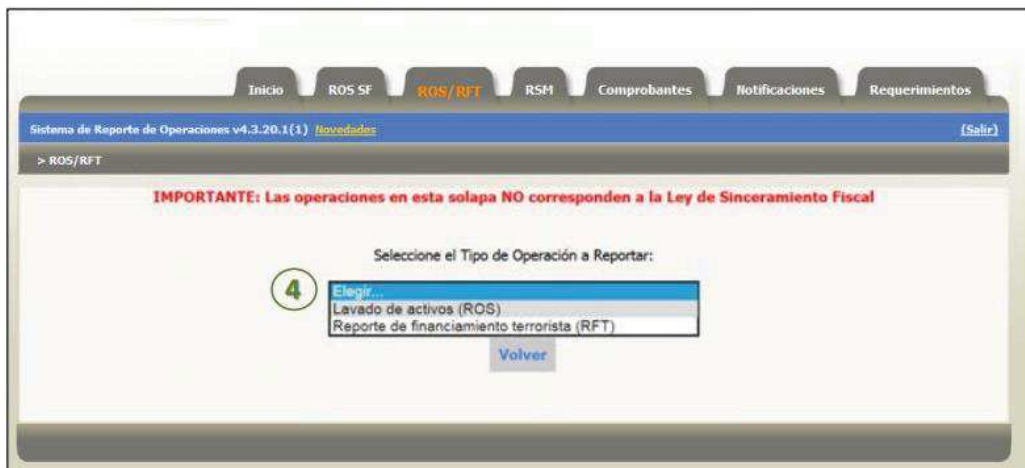 Inicio ROS SF ROS/RFT RSM Comprobantes Notificaciones Requerimientos
Sistema de Reporte de Operaciones v4.3.20.1(1) Novedades (Salir)
> ROS/RFT
IMPORTANTE: Las operaciones en esta solapa NO corresponden a la Ley de Sinceramiento Fiscal
Seleccione el Tipo de Operación a Reportar:
4
Elegir...
Lavado de activos (ROS)
Reporte de financiamiento terrorista (RFT)
Volver